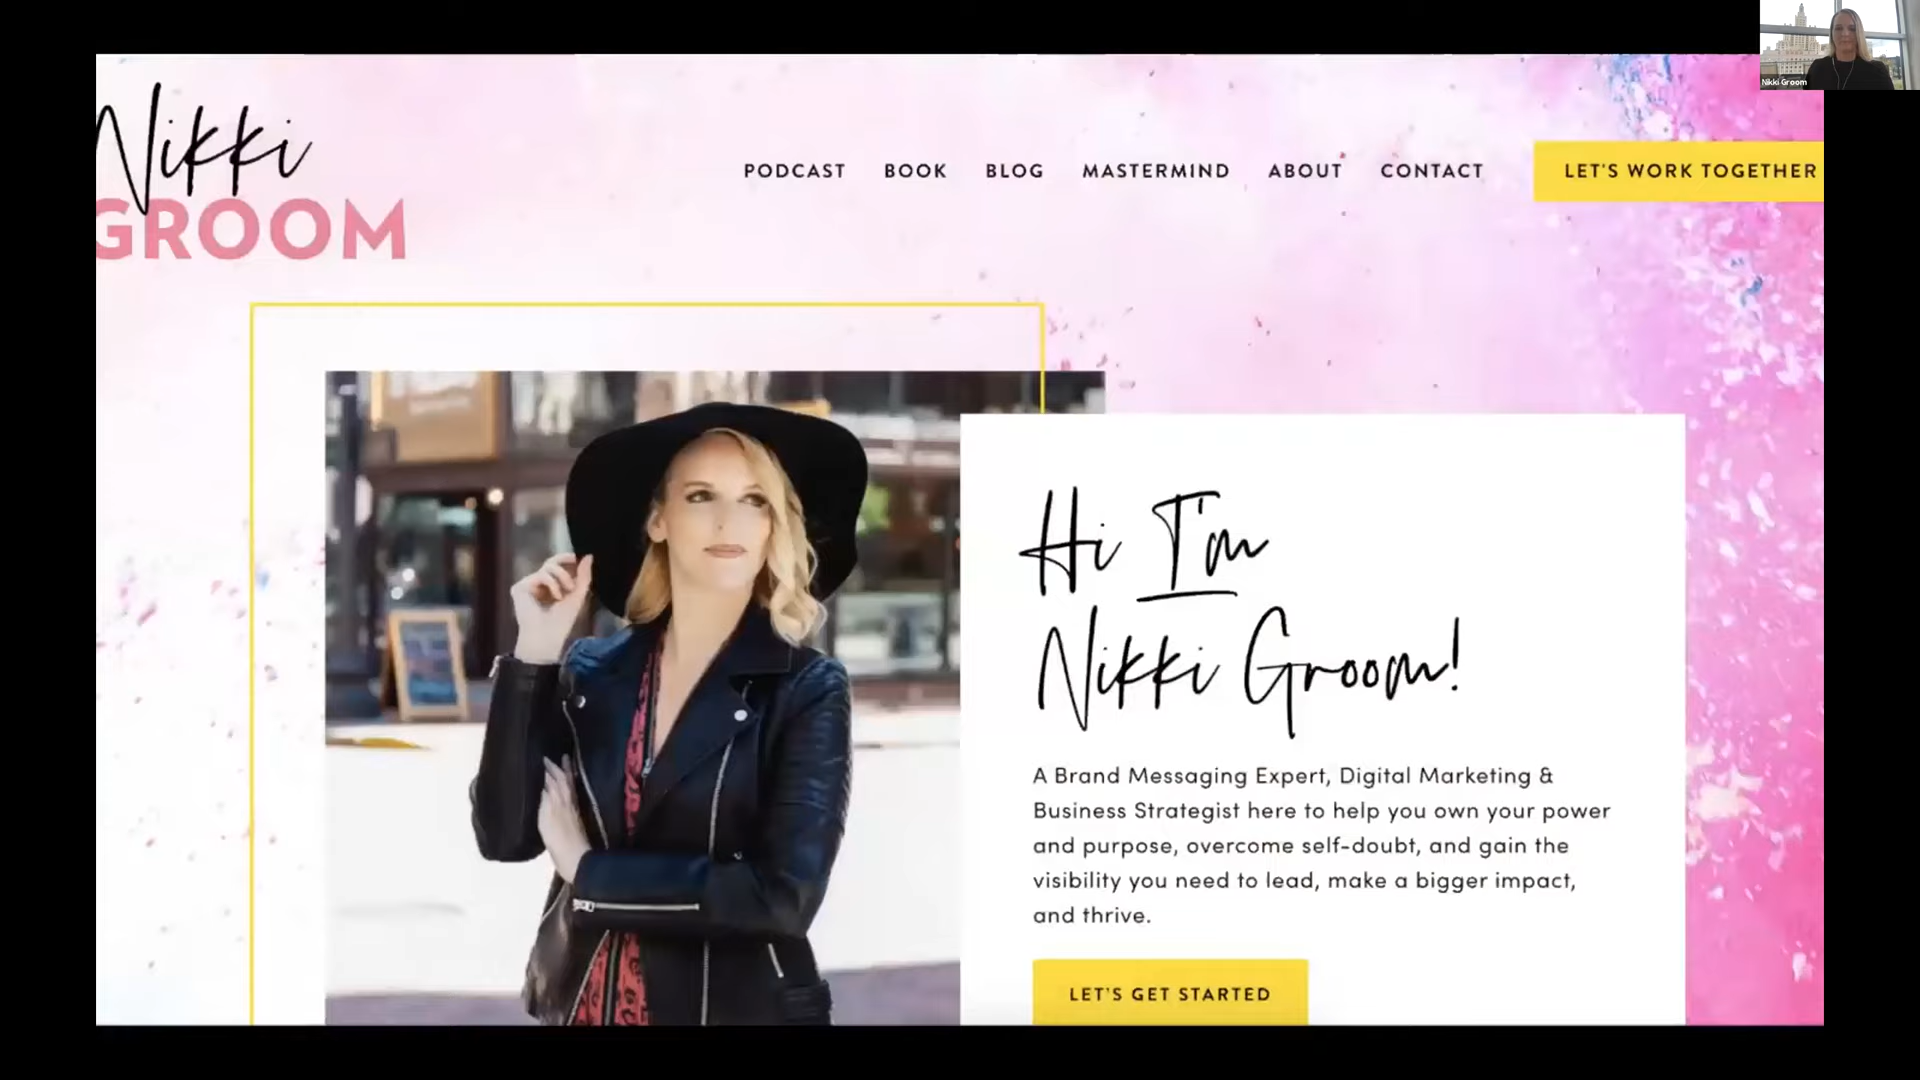 Nikki Groom
Nikki
GROOM
PODCAST BOOK BLOG MASTERMIND ABOUT CONTACT LET'S WORK TOGETHER
Hi I'm
Nikki Groom!
A Brand Messaging Expert, Digital Marketing &
Business Strategist here to help you own your power
and purpose, overcome self-doubt, and gain the
visibility you need to lead, make a bigger impact,
and thrive.
LET'S GET STARTED